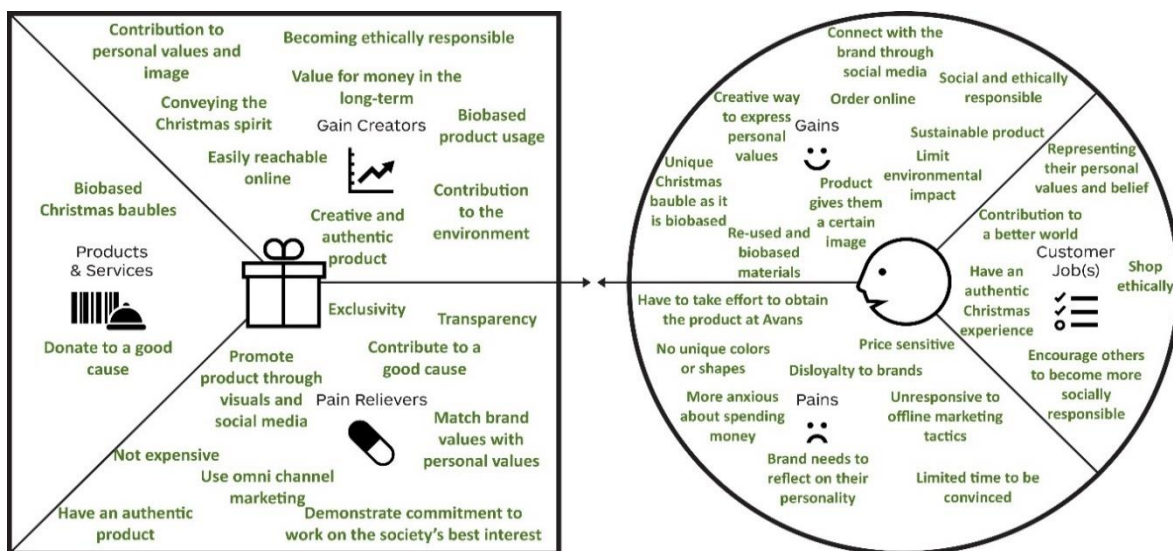 Contribution to
personal values and
image
Becoming ethically responsible
Value for money in the
long-term
Conveying the
Christmas spirit
Gain Creators
Biobased
product usage
Easily reachable
online
Contribution
to the
environment
Creative and
authentic
product
Biobased
Christmas baubles
Products
& Services
Donate to a good
cause
Exclusivity
Transparency
Promote
product through
visuals and
social media
Contribute to a
good cause
Pain Relievers
Match brand
values with
personal values
Not expensive
Use omni channel
marketing
Have an authentic
product
Demonstrate commitment to
work on the society's best interest
Connect with the
brand through
social media
Social and ethically
responsible
Creative way
to express
personal
values
Order online
Gains
Sustainable product
Limit
environmental
impact
Unique
Christmas
bauble as it
is biobased
Product
gives them
a certain
image
Re-used and
biobased
materials
Representing
their personal
values and belief
Contribution to
a better world
Customer
Job(s)
Shop
ethically
Have an
authentic
Christmas
experience
Encourage others
to become more
socially
responsible
Have to take effort to obtain
the product at Avans
Price sensitive
No unique colors
or shapes
Disloyalty to brands
More anxious
about spending
money
Pains
Unresponsive to
offline marketing
tactics
Brand needs to
reflect on their
personality
Limited time to be
convinced